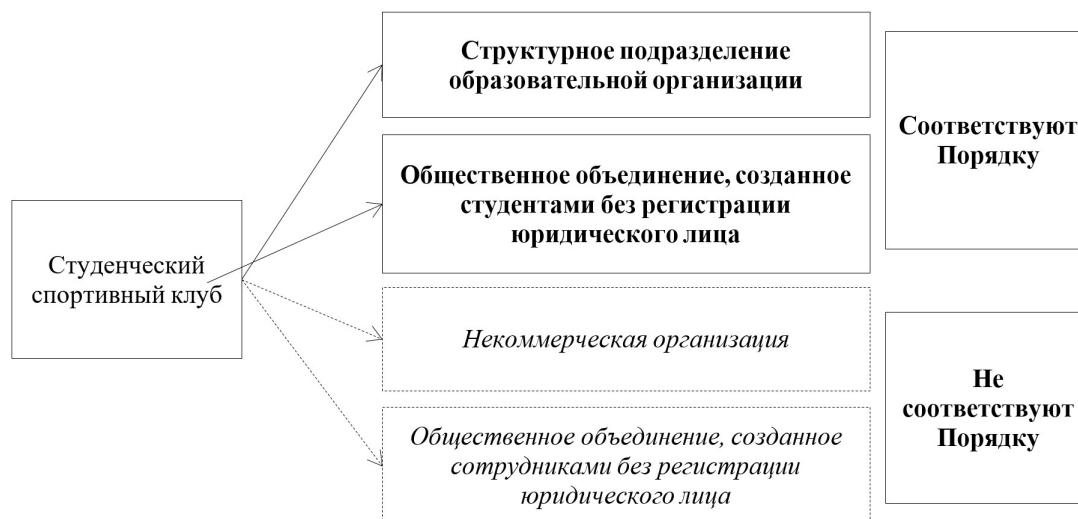 Студенческий
спортивный клуб
Структурное подразделение
образовательной организации
Общественное объединение, созданное
студентами без регистрации
юридического лица
Некоммерческая организация
Общественное объединение, созданное
сотрудниками без регистрации
юридического лица
Соответствуют
Порядку
Не
соответствуют
Порядку